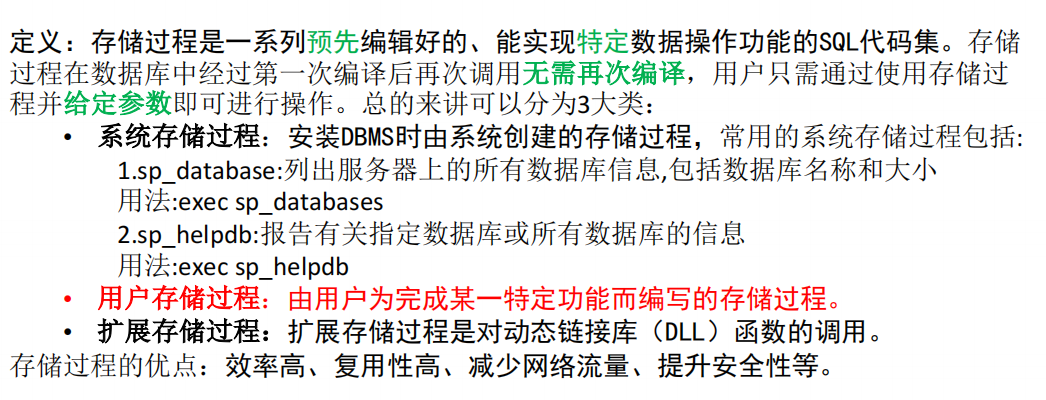 定义：存储过程是一系列预先编辑好的、能实现特定数据操作功能的SQL代码集。存储
过程在数据库中经过第一次编译后再次调用无需再次编译，用户只需通过使用存储过
程并给定参数即可进行操作。总的来讲可以分为3大类：
• 系统存储过程：安装DBMS时由系统创建的存储过程，常用的系统存储过程包括:
1.sp_database:列出服务器上的所有数据库信息,包括数据库名称和大小
用法:exec sp_databases
2.sp_helpdb:报告有关指定数据库或所有数据库的信息
用法:exec sp_helpdb
• 用户存储过程：由用户为完成某一特定功能而编写的存储过程。
• 扩展存储过程：扩展存储过程是对动态链接库（DLL）函数的调用。
存储过程的优点：效率高、复用性高、减少网络流量、提升安全性等。